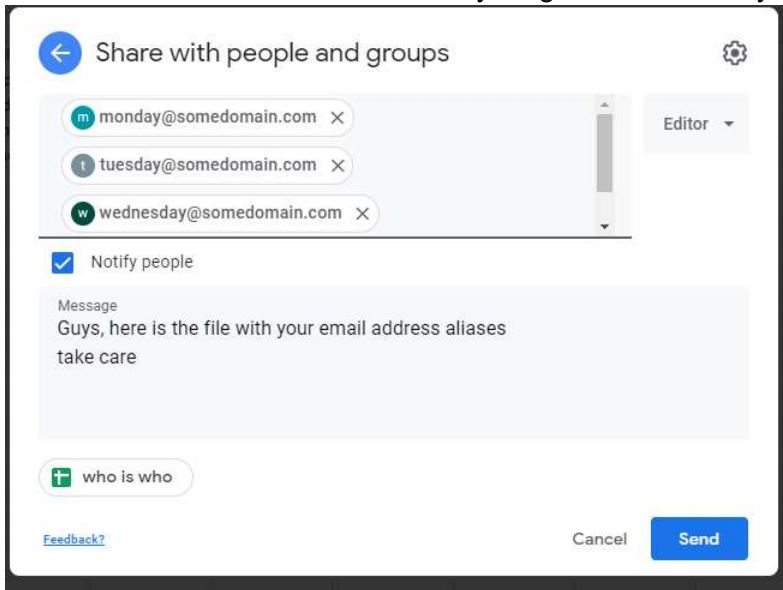 Share with people and groups
m monday@somedomain.com
Editor
t tuesday@somedomain.com
w wednesday@somedomain.com
Notify people
Message
Guys, here is the file with your email address aliases
take care
who is who
Feedback?
Cancel
Send